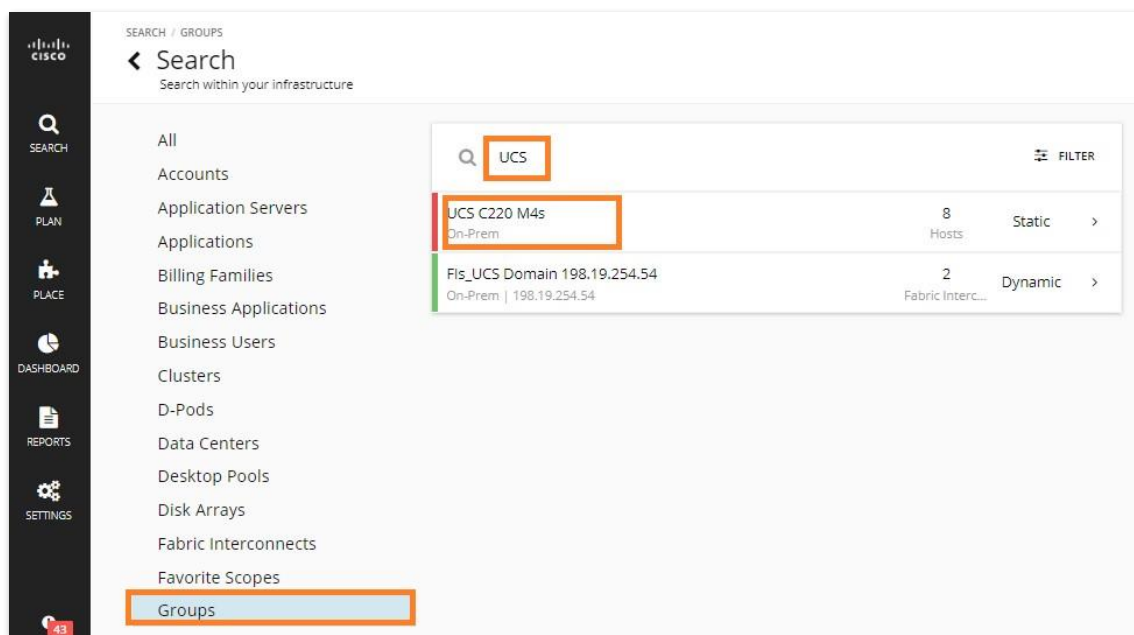 SEARCH / GROUPS
Search
Search within your infrastructure
CISCO
SEARCH
PLAN
PLACE
DASHBOARD
REPORTS
SETTINGS
43
All
Accounts
Application Servers
Applications
Billing Families
Business Applications
Business Users
Clusters
D-Pods
Data Centers
Desktop Pools
Disk Arrays
Fabric Interconnects
Favorite Scopes
Groups
UCS FILTER
UCS C220 M4s 8 Static
On-Prem Hosts
FIs_UCS Domain 198.19.254.54 2 Dynamic
On-Prem | 198.19.254.54 Fabric Interc...